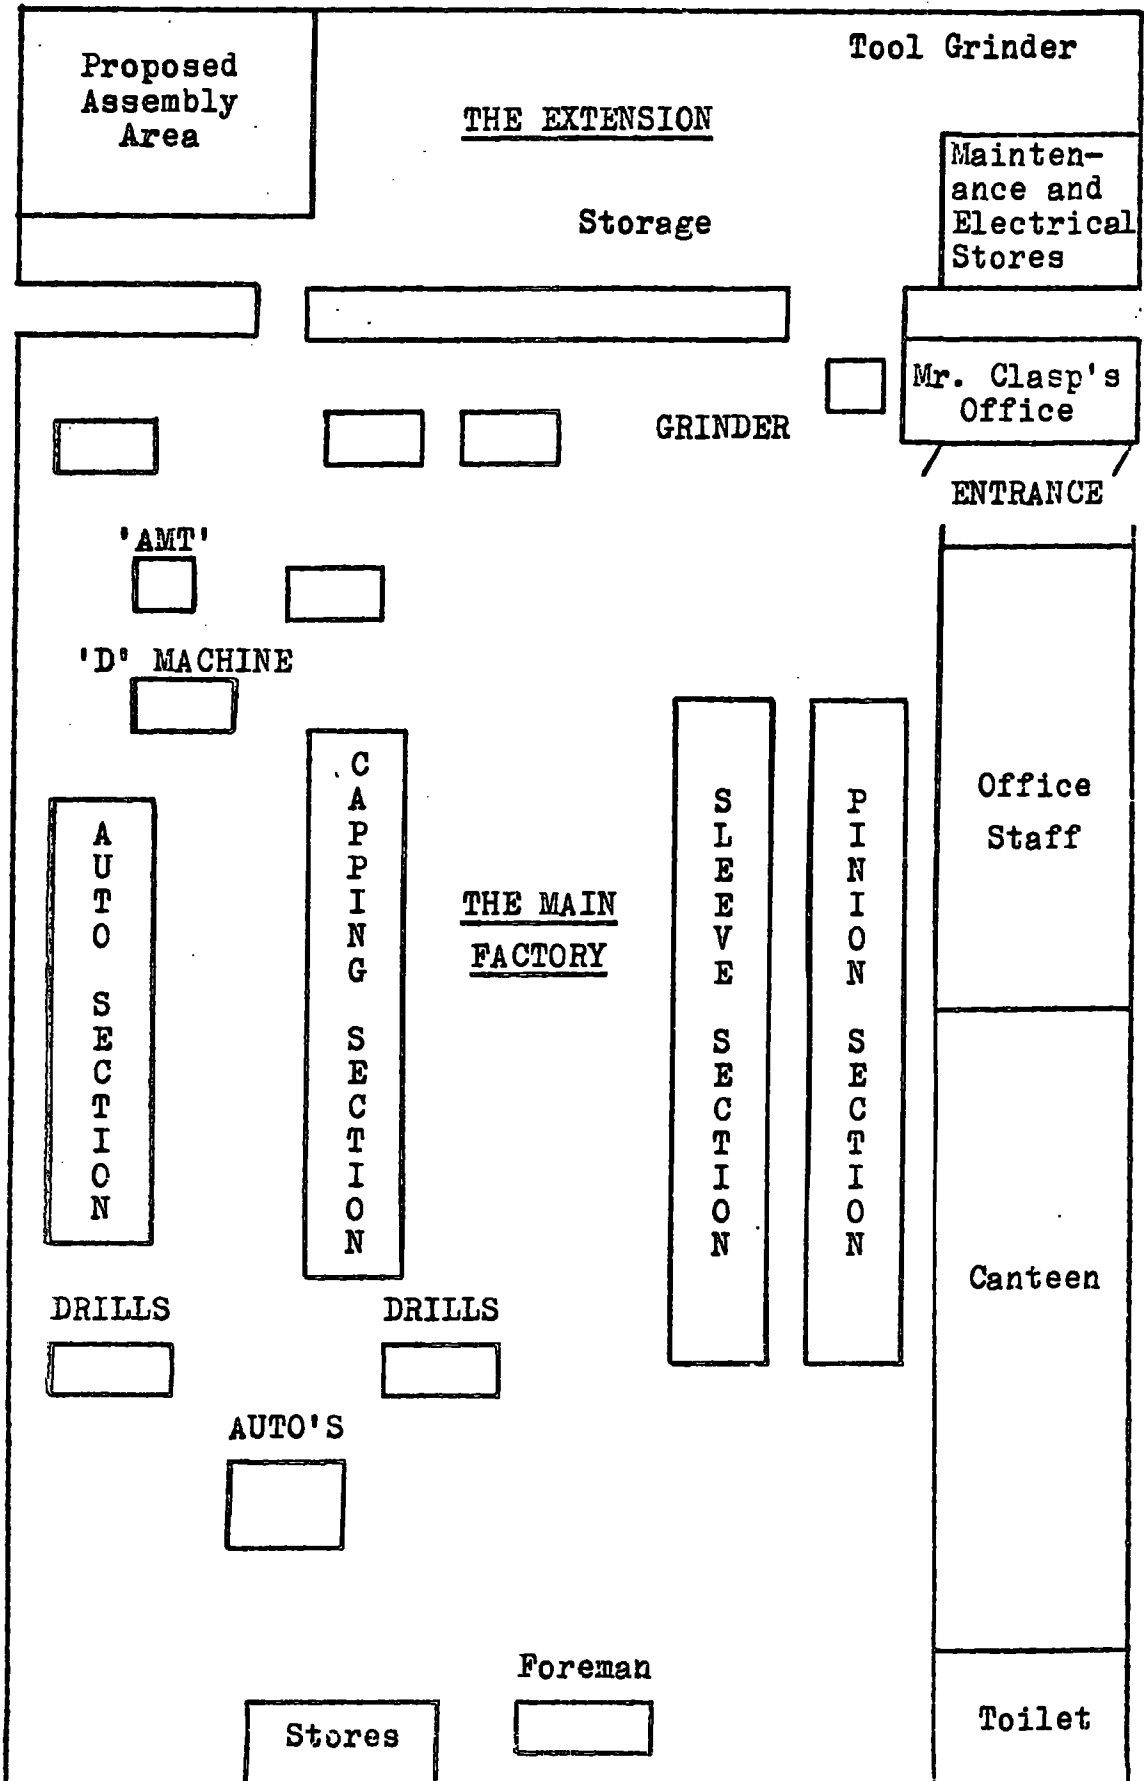 Proposed
Assembly
Area
THE EXTENSION
Tool Grinder
Mainten-
ance and
Electrical
Stores
Storage
Mr. Clasp's
Office
GRINDER
ENTRANCE
'AMT'
'D' MACHINE
AUTO SECTION
CAPPING SECTION
THE MAIN
FACTORY
SLEEVE SECTION
PINION SECTION
Office
Staff
Canteen
DRILLS
DRILLS
AUTO'S
Foreman
Stores
Toilet